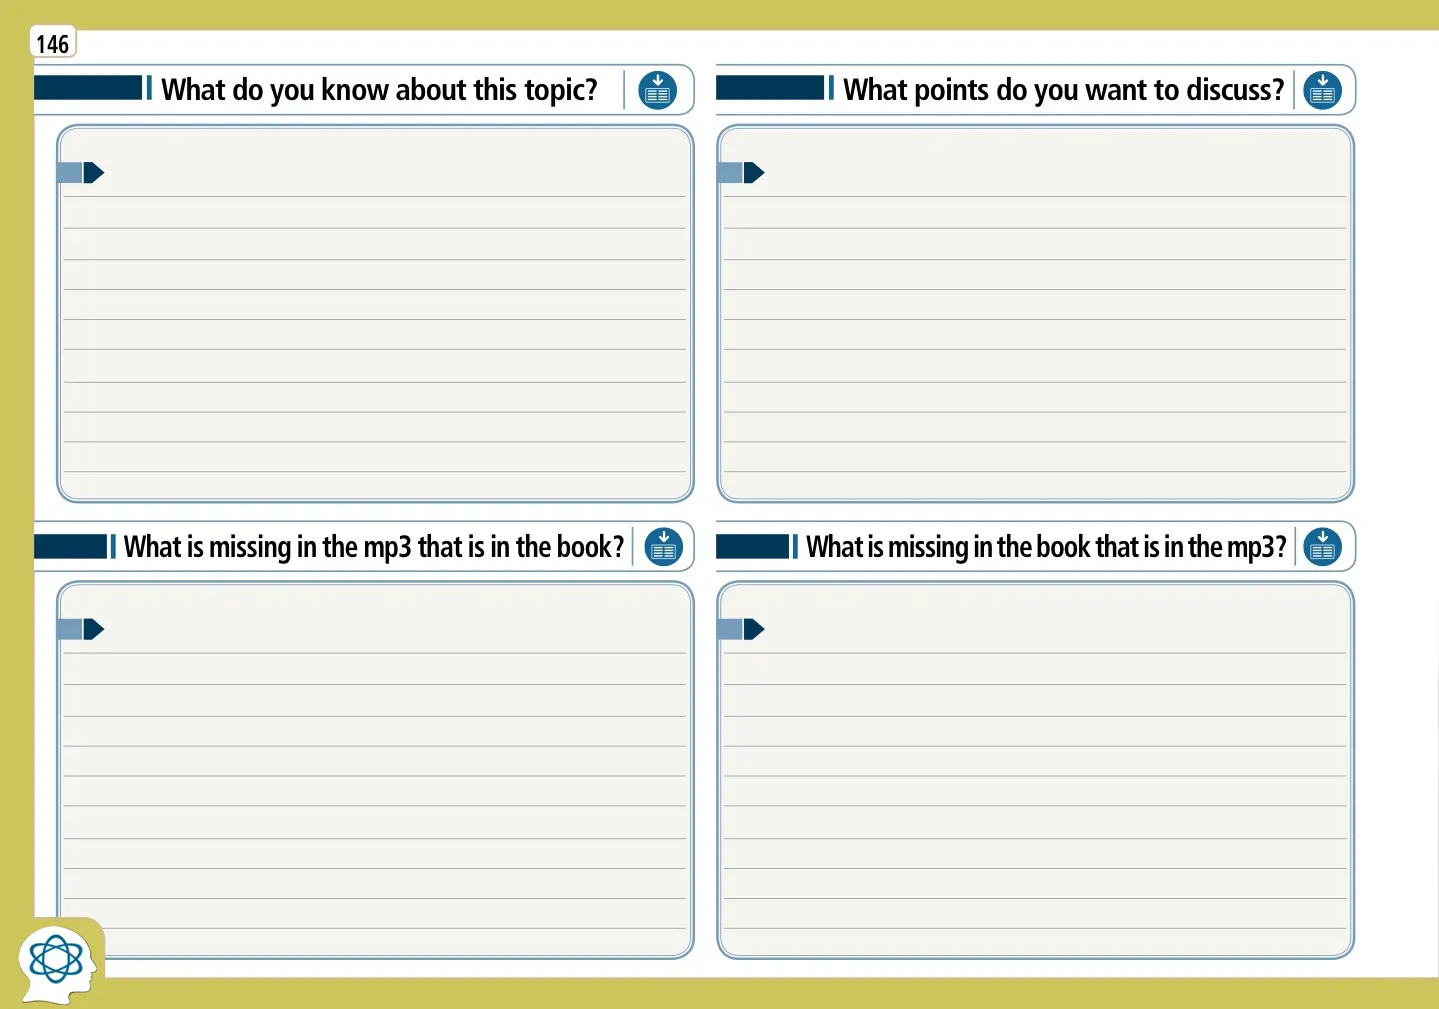 146
What do you know about this topic?
What points do you want to discuss?
What is missing in the mp3 that is in the book?
What is missing in the book that is in the mp3?